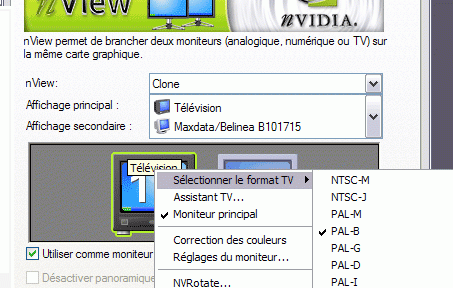 nView
nVIDIA.
nView permet de brancher deux moniteurs (analogique, numérique ou TV) sur
la même carte graphique.
nView:
Clone
Affichage principal :
Télévision
Affichage secondaire :
Maxdata/Belinea B101715
Télévision
1
Sélectionner le format TV
Assistant TV...
Moniteur principal
Correction des couleurs
Réglages du moniteur...
NVRotate...
NTSC-M
NTSC-J
PAL-M
PAL-B
PAL-G
PAL-D
PAL-I
Utiliser comme moniteur
Désactiver panoramique